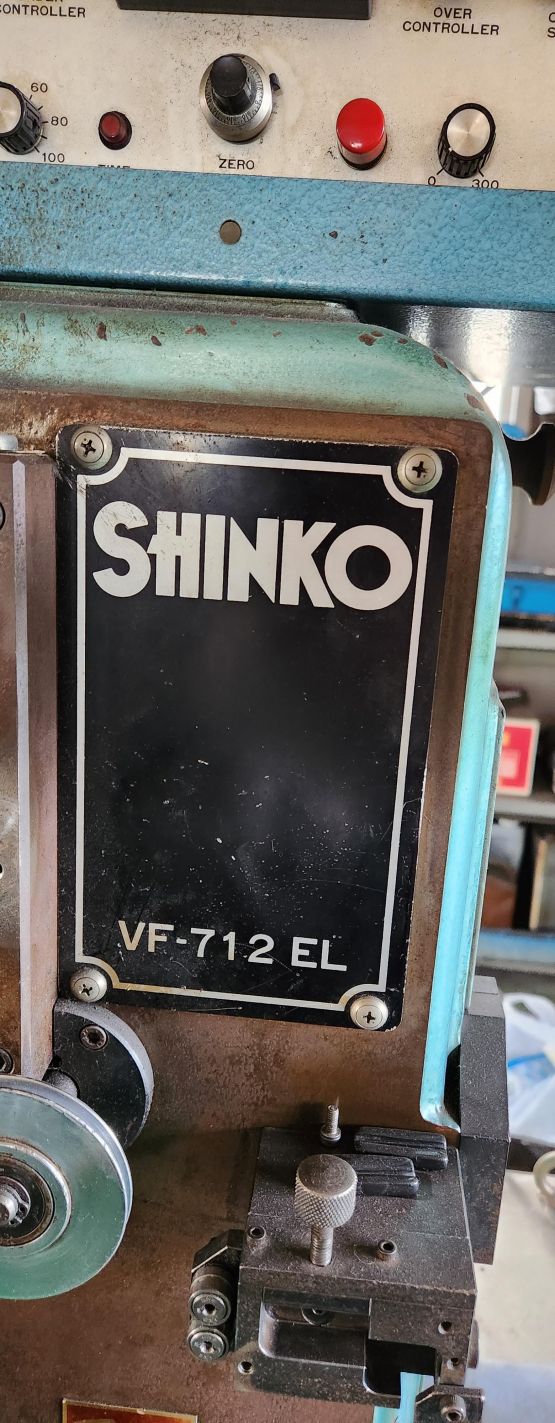 CONTROLLER
OVER
CONTROLLER
60
80
100
ZERO
0 300
SHINKO
VF-712 EL